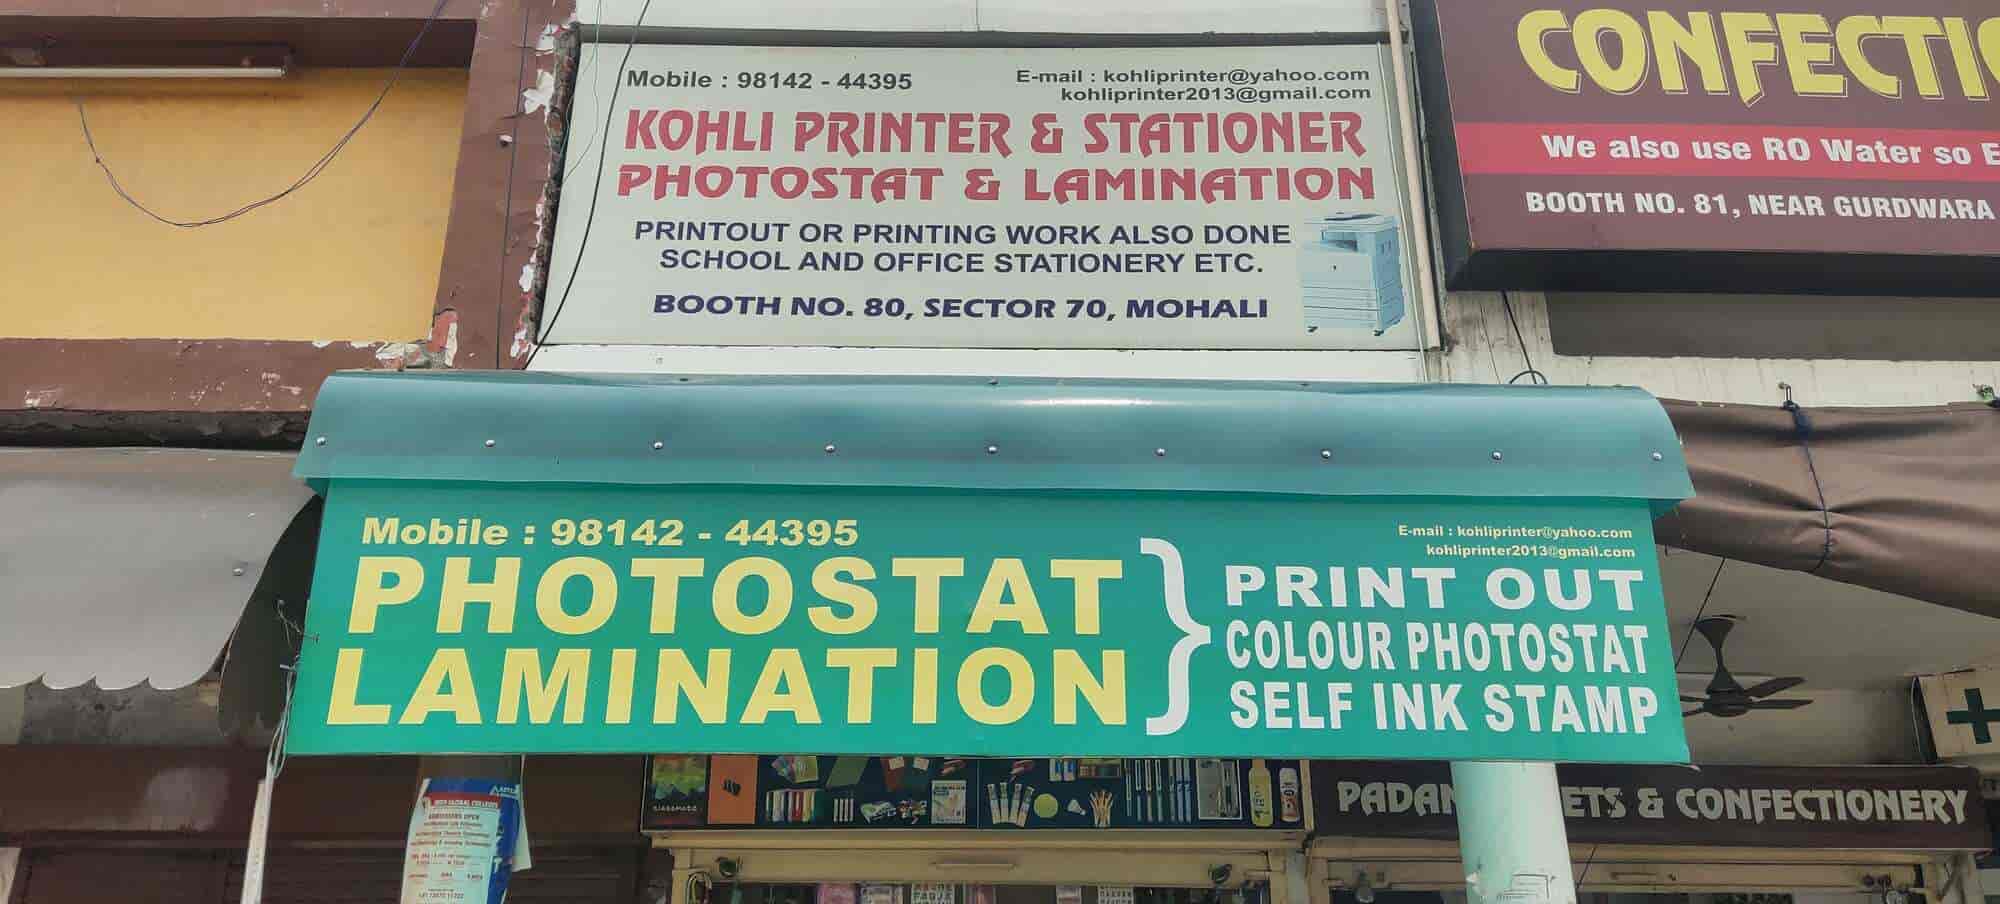 Mobile : 98142 - 44395
E-mail : kohliprinter@yahoo.com
kohliprinter2013@gmail.com
KOHLI PRINTER & STATIONER
PHOTOSTAT & LAMINATION
PRINTOUT OR PRINTING WORK ALSO DONE
SCHOOL AND OFFICE STATIONERY ETC.
BOOTH NO. 80, SECTOR 70, MOHALI
CONFECTI
We also use RO Water so
BOOTH NO. 81, NEAR GURDWARA
Mobile : 98142 - 44395
PHOTOSTAT
LAMINATION
E-mail : kohliprinter@yahoo.com
kohliprinter2013@gmail.com
PRINT OUT
COLOUR PHOTOSTAT
SELF INK STAMP
PADAN ETS & CONFECTIONERY
classmate
ADMISSIONS OPEN